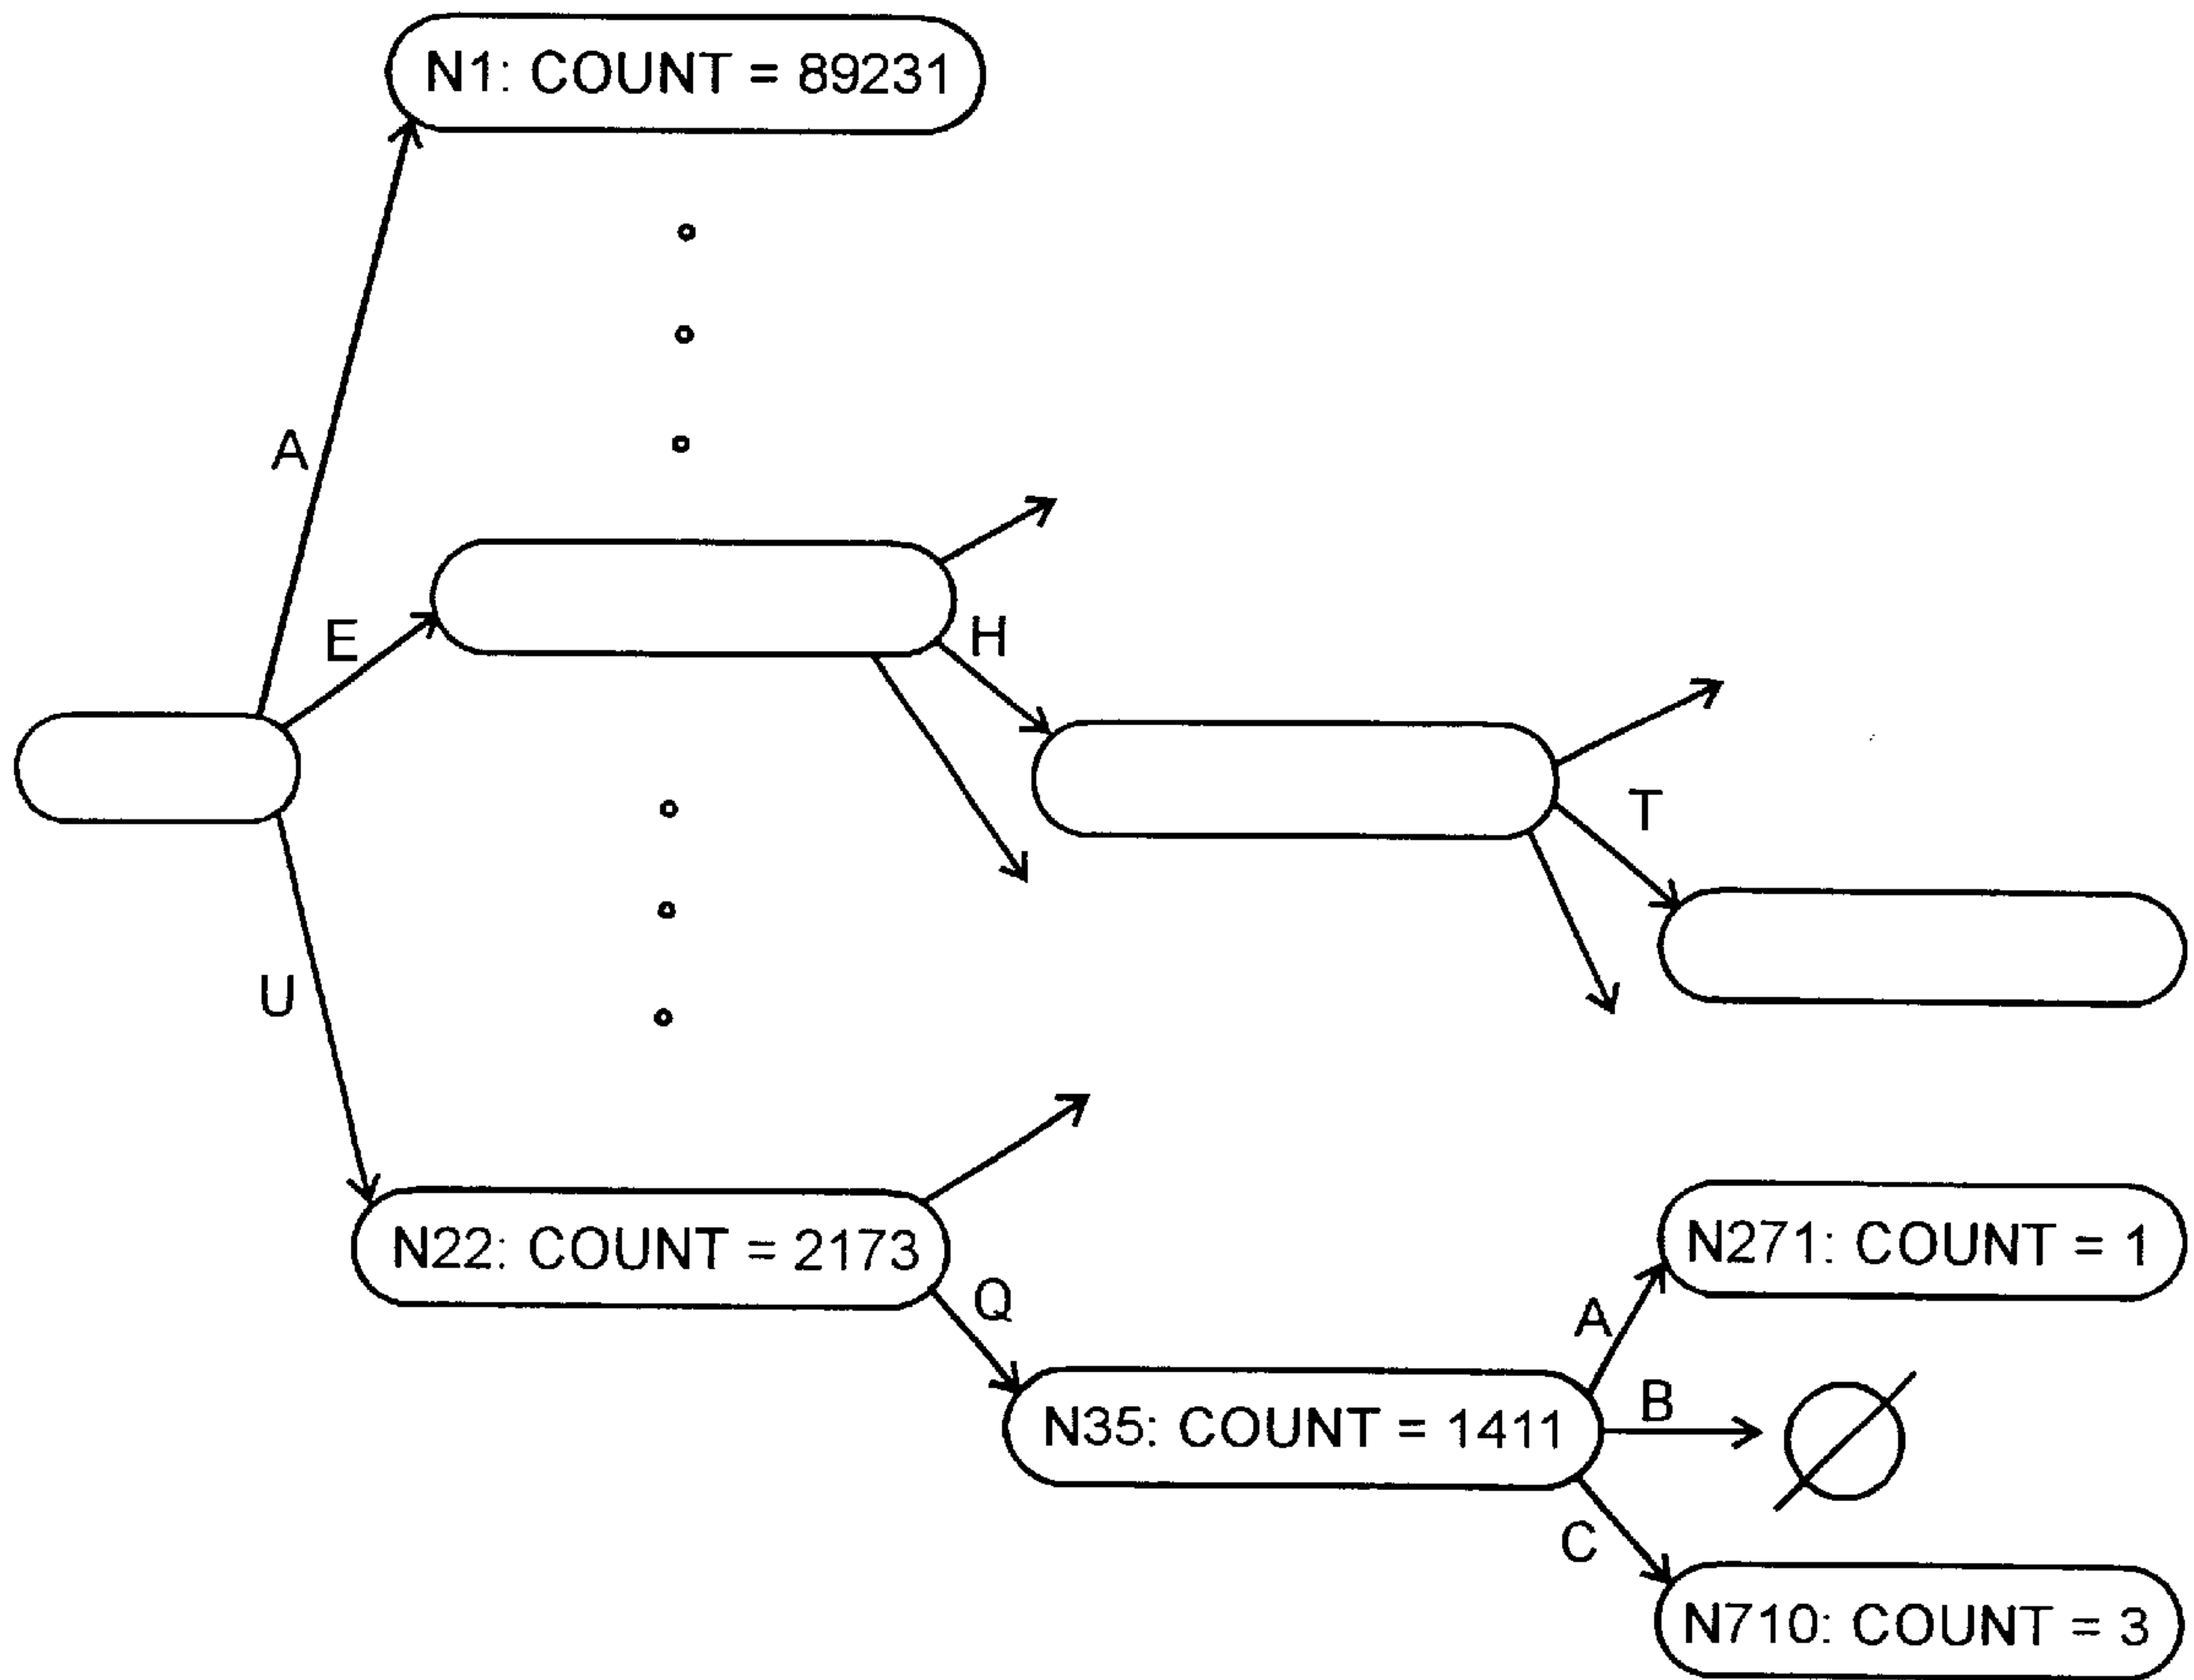 N1: COUNT = 89231
A
E
H
T
U
N22: COUNT = 2173
Q
N271: COUNT = 1
A
B
N35: COUNT = 1411
C
N710: COUNT = 3